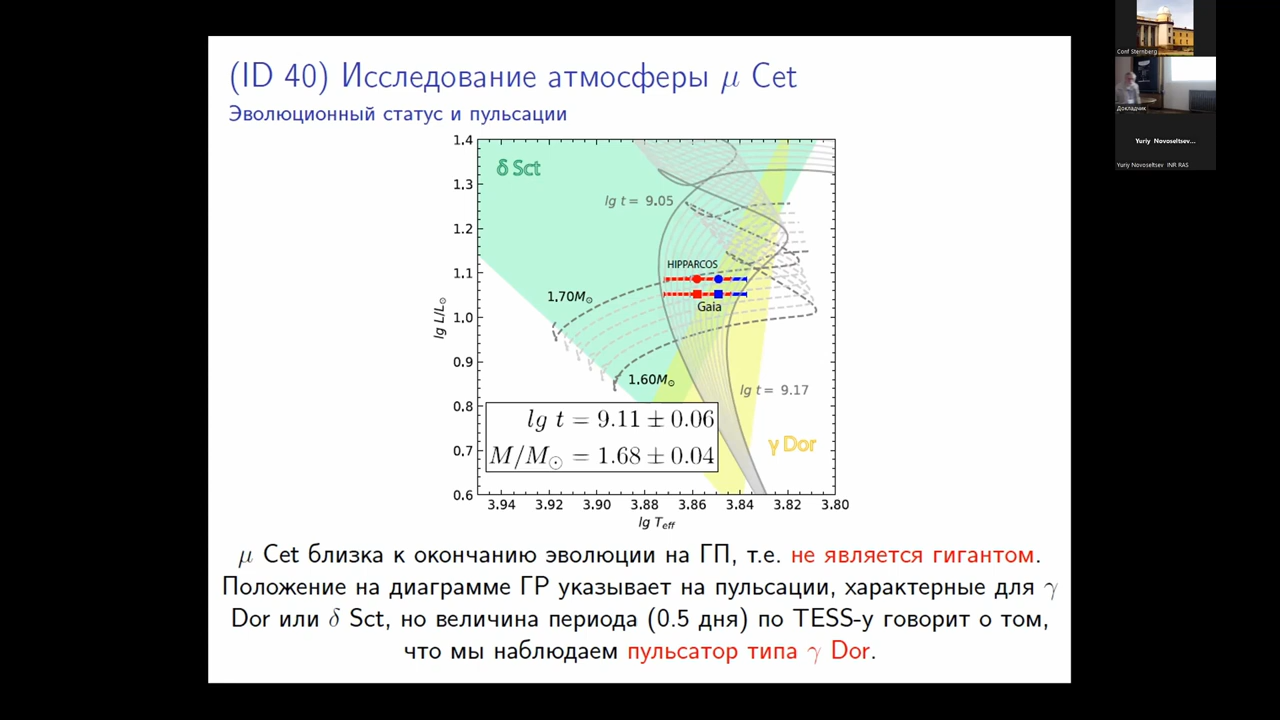 (ID 40) Исследование атмосферы μ Cet
Эволюционный статус и пульсации
1.4
1.3
1.2
1.1
1.0
0.9
0.8
0.7
0.6
lg L/L⊙
δ Sct
lg t = 9.05
HIPPARCOS
1.70M⊙
Gaia
1.60M⊙
lg t = 9.17
lg t = 9.11 ± 0.06
M/M⊙ = 1.68 ± 0.04
γ Dor
3.94 3.92 3.90 3.88 3.86 3.84 3.82 3.80
lg Teff
μ Cet близка к окончанию эволюции на ГП, т.е. не является гигантом.
Положение на диаграмме ГР указывает на пульсации, характерные для γ
Dor или δ Sct, но величина периода (0.5 дня) по TESS-у говорит о том,
что мы наблюдаем пульсатор типа γ Dor.
Conf Sternberg
Докладчик
Yuriy Novoseltsev...
Yuriy Novoseltsev INR RAS